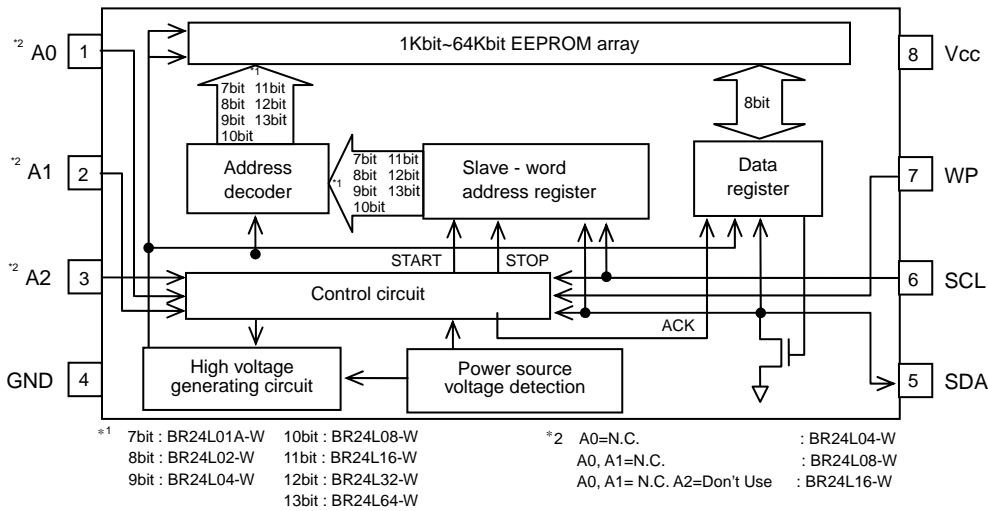 1Kbit~64Kbit EEPROM array
*2 A0 1
8 Vcc
*1
7bit 11bit
8bit 12bit
9bit 13bit
10bit
8bit
*2 A1 2
Address
decoder
*1
7bit 11bit
8bit 12bit
9bit 13bit
10bit
Slave - word
address register
Data
register
7 WP
START STOP
*2 A2 3
Control circuit
6 SCL
ACK
GND 4
High voltage
generating circuit
Power source
voltage detection
5 SDA
*1 7bit : BR24L01A-W 10bit : BR24L08-W
8bit : BR24L02-W 11bit : BR24L16-W
9bit : BR24L04-W 12bit : BR24L32-W
13bit : BR24L64-W
*2 A0=N.C. : BR24L04-W
A0, A1=N.C. : BR24L08-W
A0, A1= N.C. A2=Don't Use : BR24L16-W